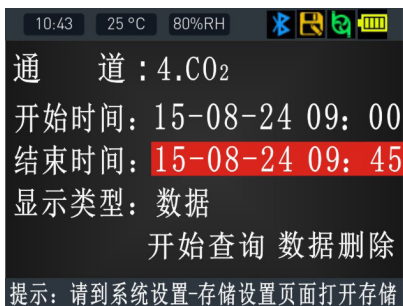 10:43 25 °C 80%RH
通 道：4.CO₂
开始时间：15-08-24 09：00
结束时间：15-08-24 09：45
显示类型：数据
开始查询 数据删除
提示：请到系统设置-存储设置页面打开存储